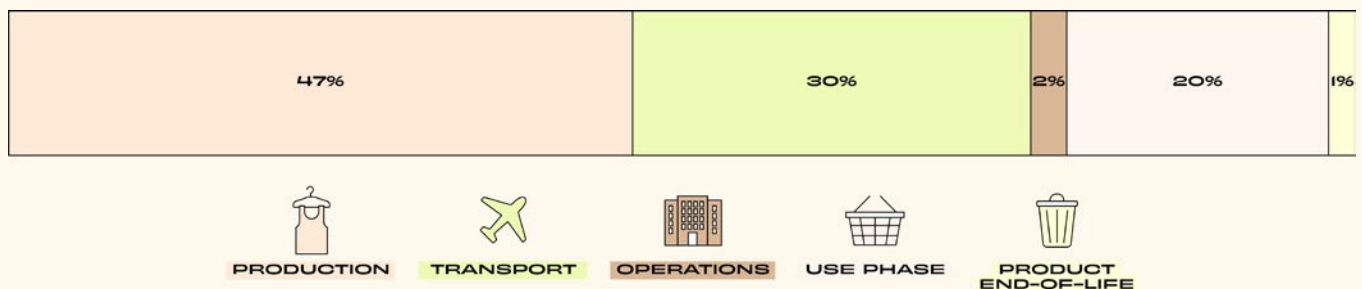 47%
30%
2%
20%
1%
PRODUCTION
TRANSPORT
OPERATIONS
USE PHASE
PRODUCT
END-OF-LIFE